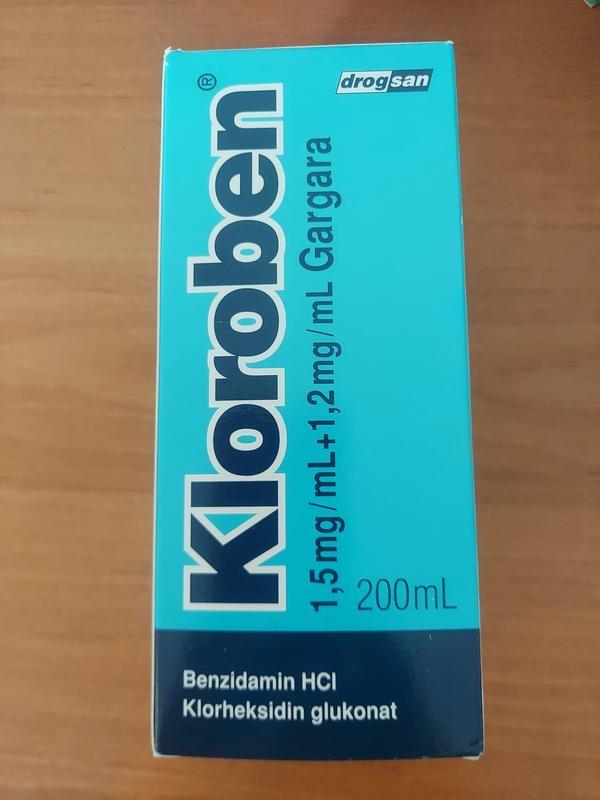 drogsan
Kloroben®
1,5mg/mL+1,2mg/mL Gargara
200mL
Benzidamin HCl
Klorheksidin glukonat